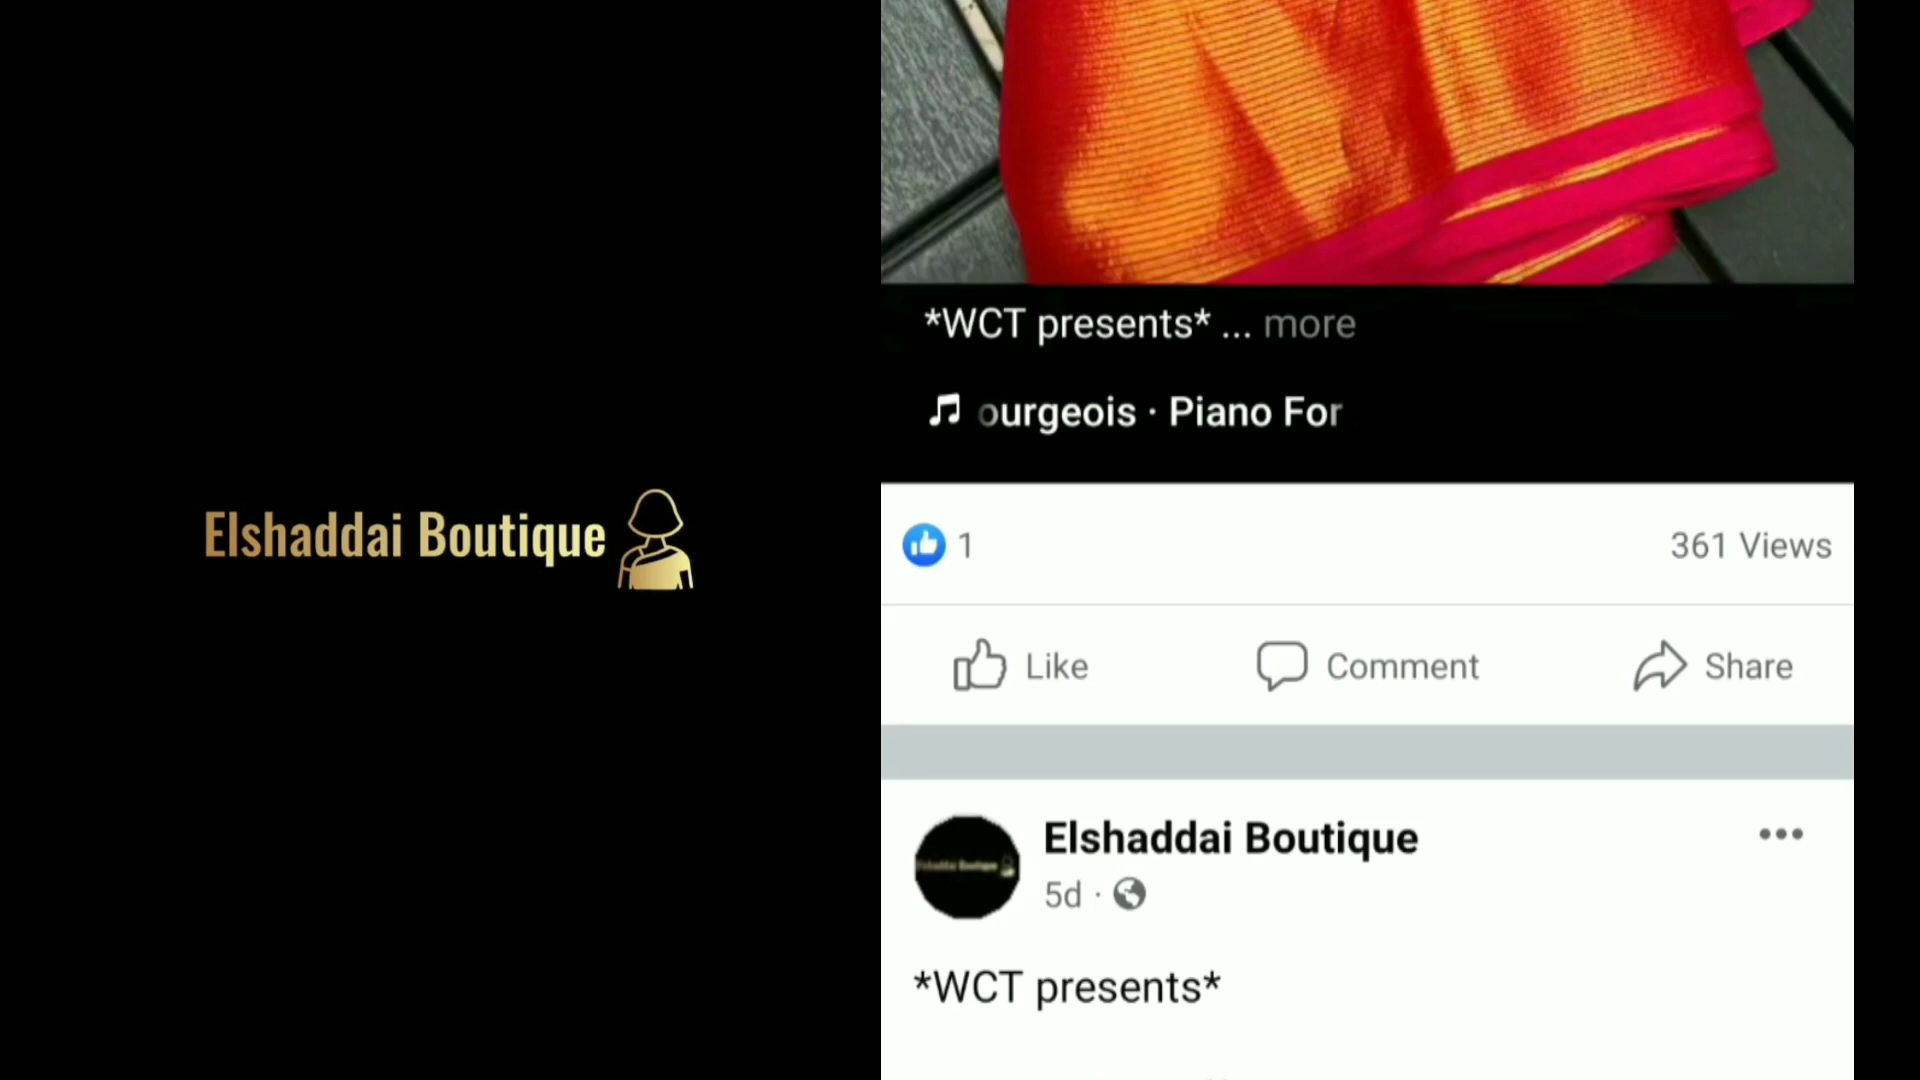 Elshaddai Boutique
*WCT presents* ... more
ourgeois · Piano For
1
361 Views
Like
Comment
Share
Elshaddai Boutique
5d ·
*WCT presents*